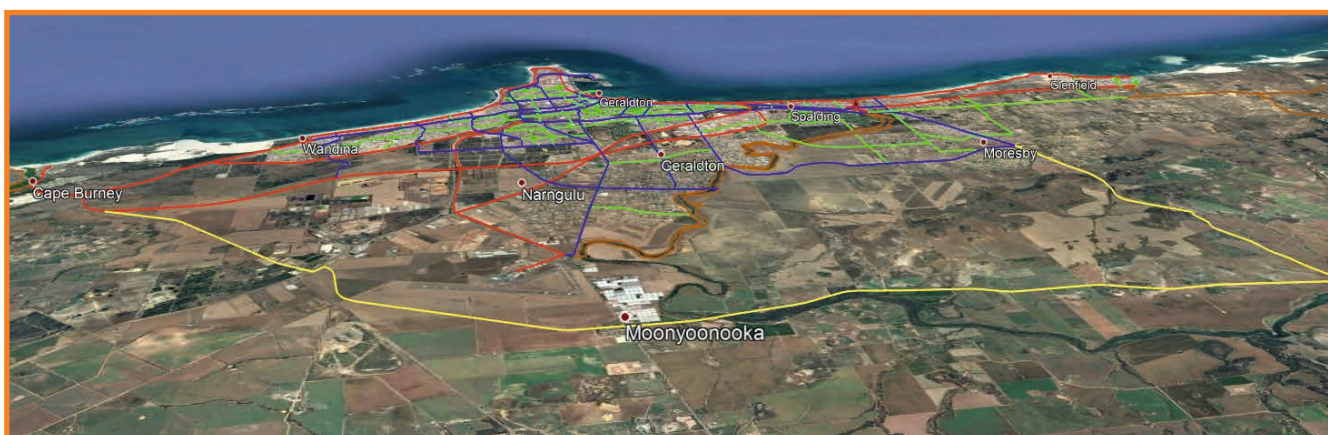 Geraldton
Glenfield
Spalding
Wandina
Moresby
Geraldton
Cape Burney
Narngulu
Moonyoonooka